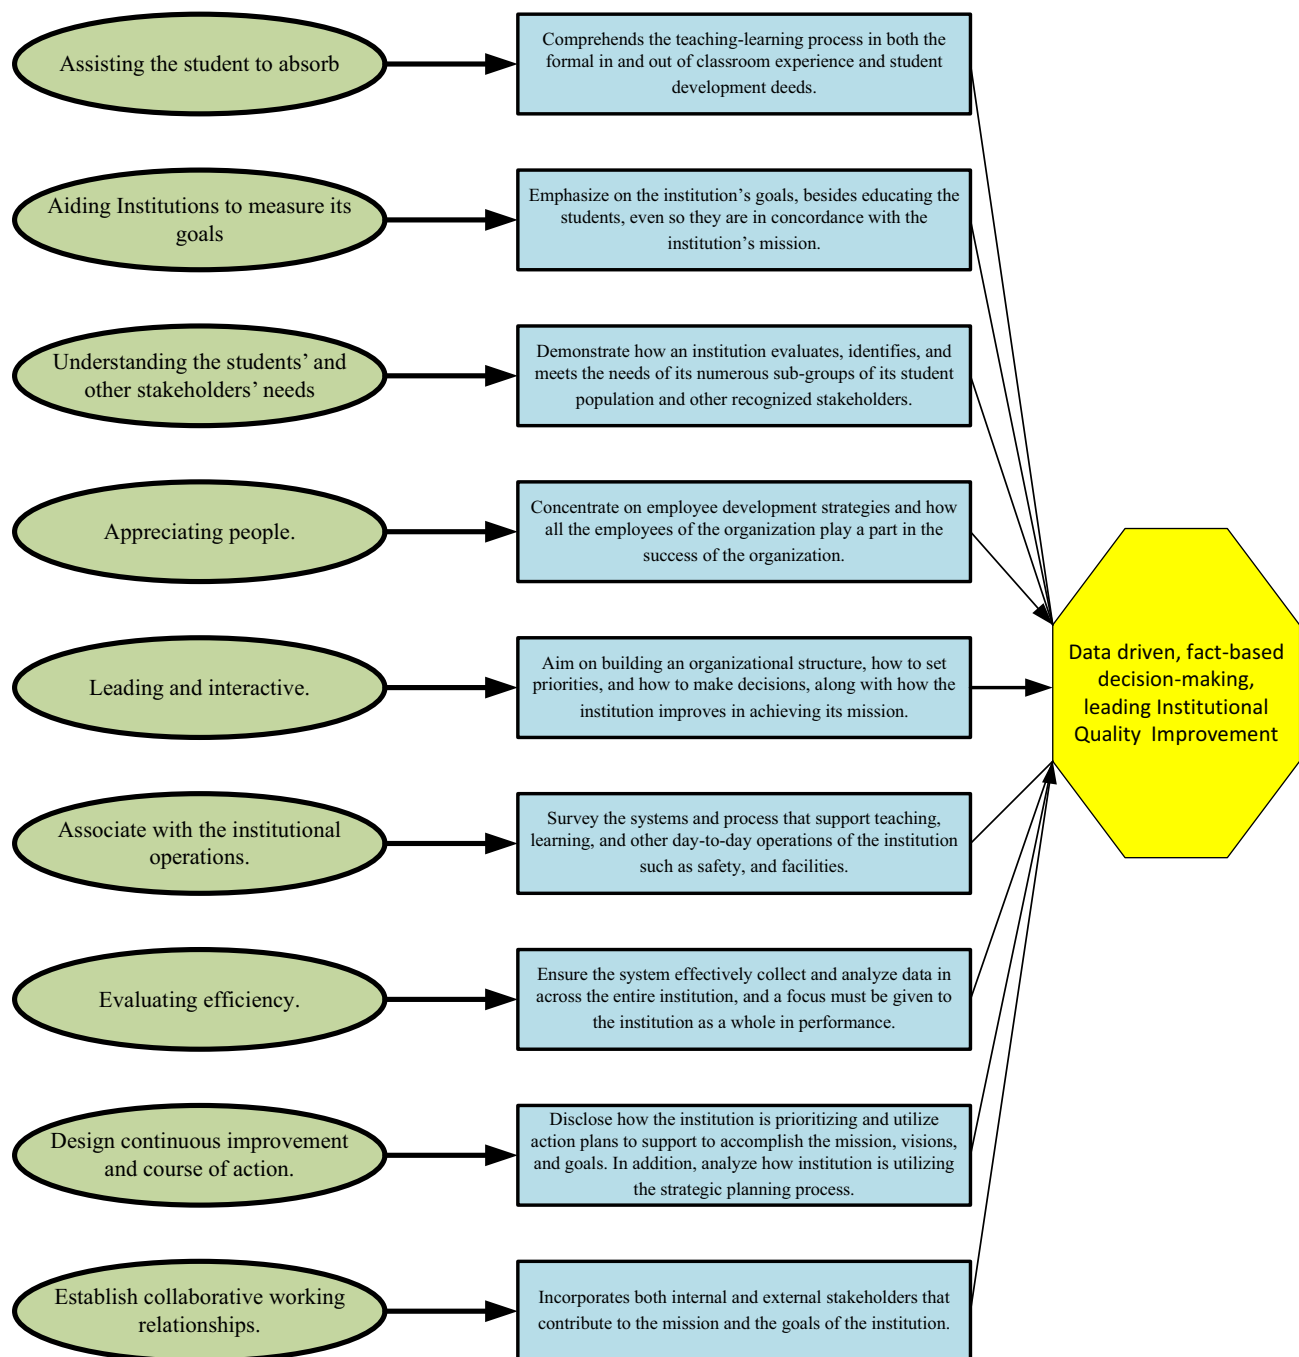 Assisting the student to absorb
Comprehends the teaching-learning process in both the
formal in and out of classroom experience and student
development deeds.
Aiding Institutions to measure its
goals
Emphasize on the institution’s goals, besides educating the
students, even so they are in concordance with the
institution’s mission.
Understanding the students’ and
other stakeholders’ needs
Demonstrate how an institution evaluates, identifies, and
meets the needs of its numerous sub-groups of its student
population and other recognized stakeholders.
Appreciating people.
Concentrate on employee development strategies and how
all the employees of the organization play a part in the
success of the organization.
Leading and interactive.
Aim on building an organizational structure, how to set
priorities, and how to make decisions, along with how the
institution improves in achieving its mission.
Data driven, fact-based
decision-making,
leading Institutional
Quality  Improvement
Associate with the institutional
operations.
Survey the systems and process that support teaching,
learning, and other day-to-day operations of the institution
such as safety, and facilities.
Evaluating efficiency.
Ensure the system effectively collect and analyze data in
across the entire institution, and a focus must be given to
the institution as a whole in performance.
Design continuous improvement
and course of action.
Disclose how the institution is prioritizing and utilize
action plans to support to accomplish the mission, visions,
and goals. In addition, analyze how institution is utilizing
the strategic planning process.
Establish collaborative working
relationships.
Incorporates both internal and external stakeholders that
contribute to the mission and the goals of the institution.